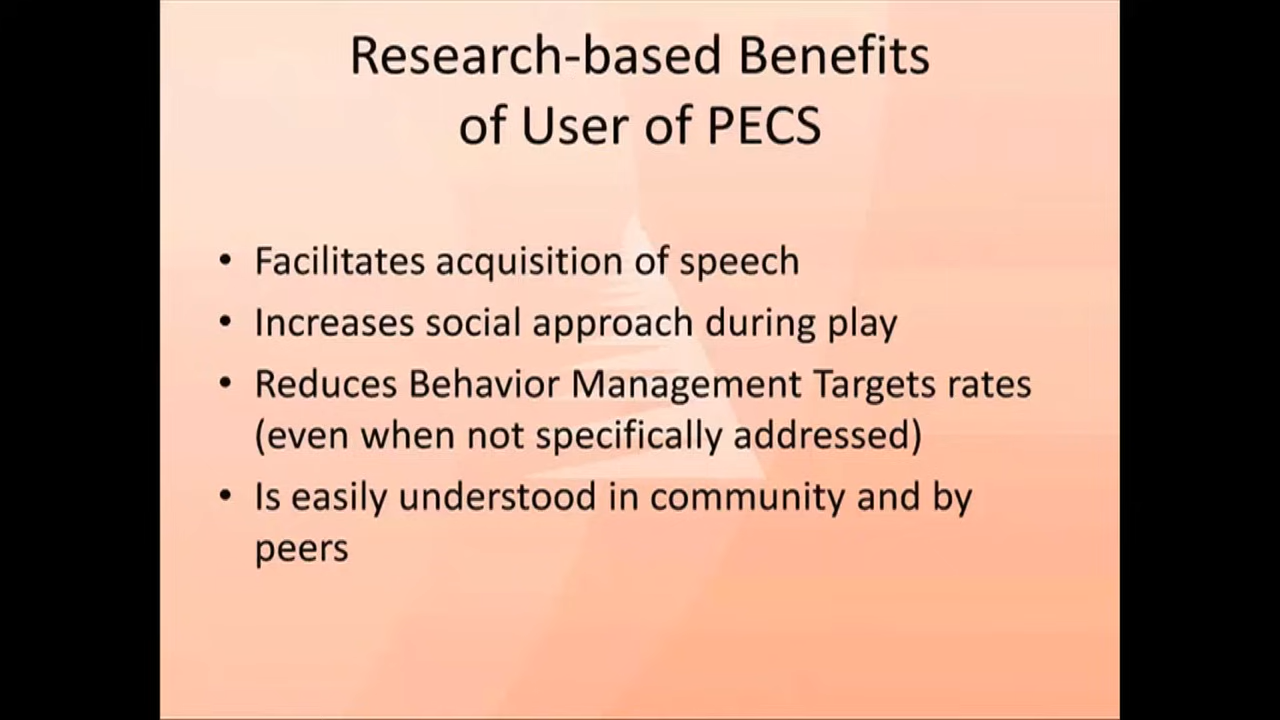 Research-based Benefits
of User of PECS
• Facilitates acquisition of speech
• Increases social approach during play
• Reduces Behavior Management Targets rates
(even when not specifically addressed)
• Is easily understood in community and by
peers